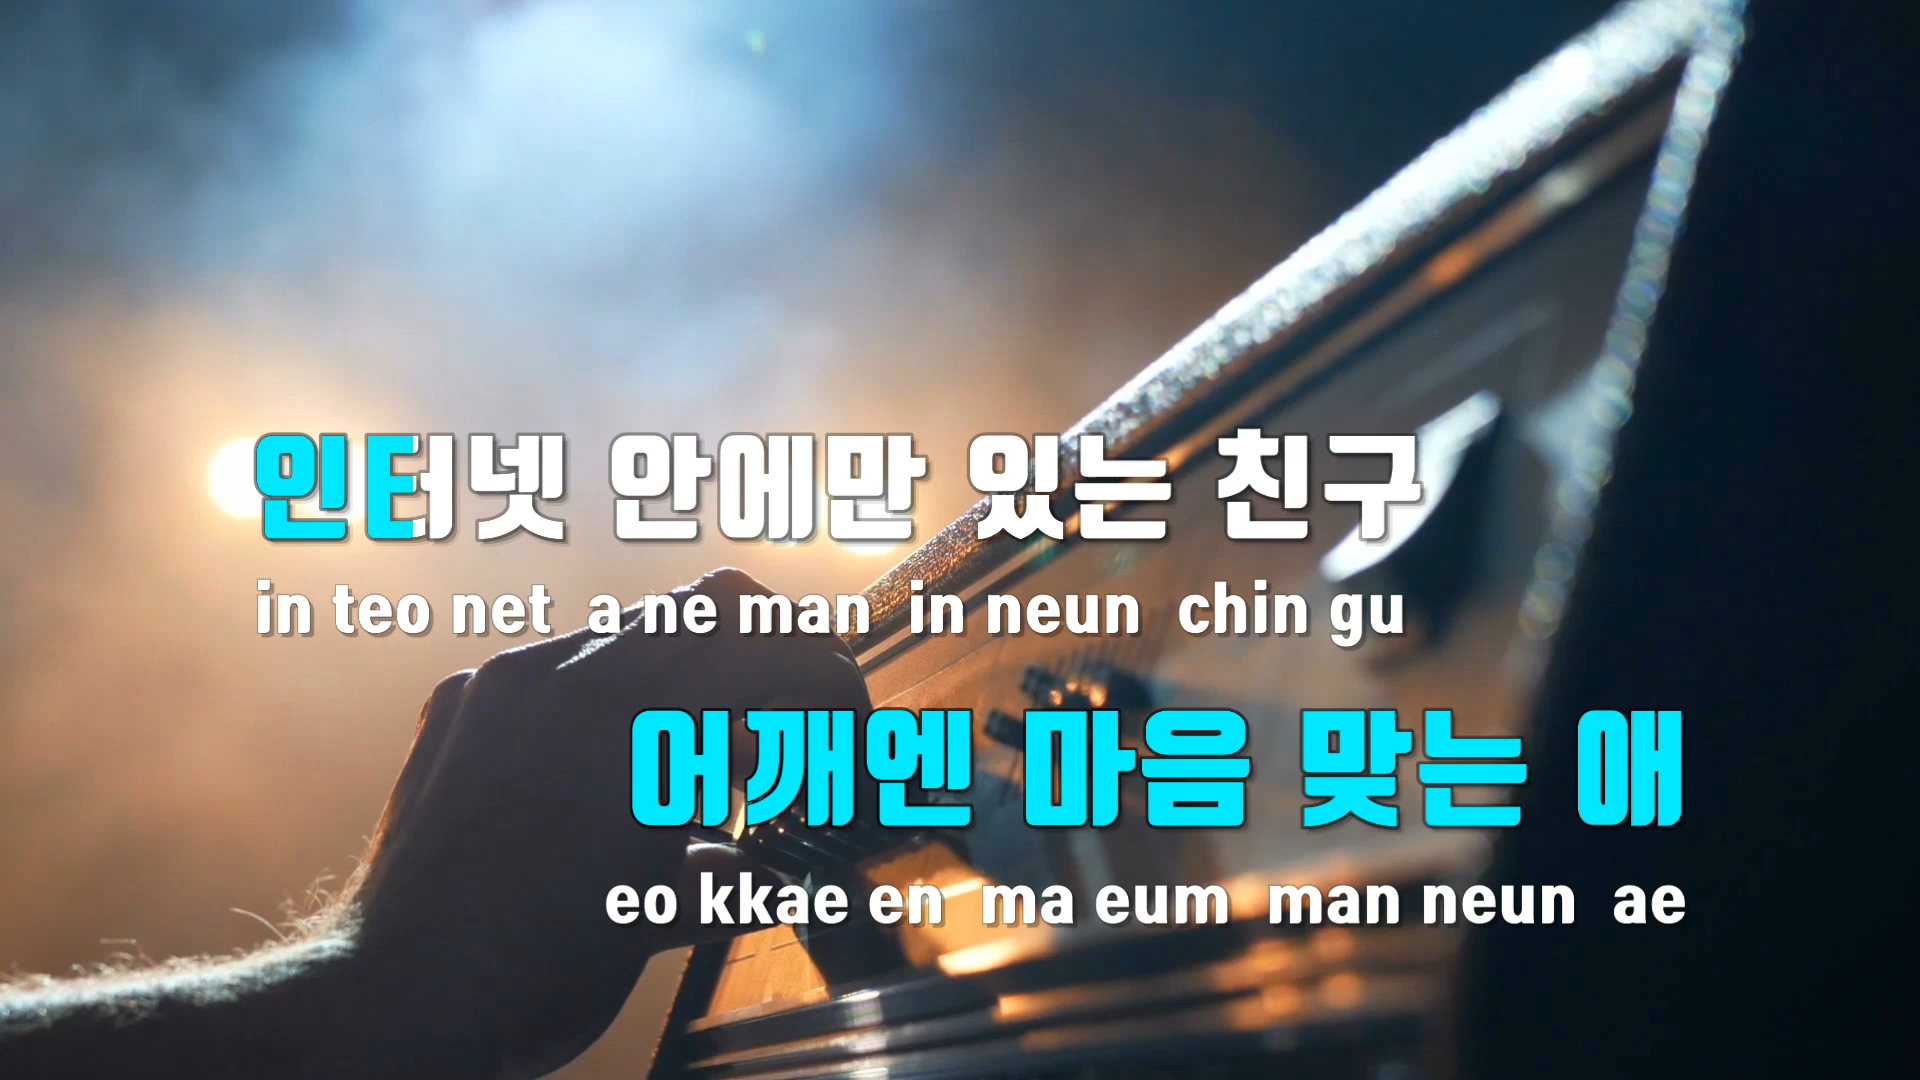 인터넷 안에만 있는 친구
in teo net a ne man in neun chin gu
어깨엔 마음 맞는 애
eo kkae en ma eum man neun ae